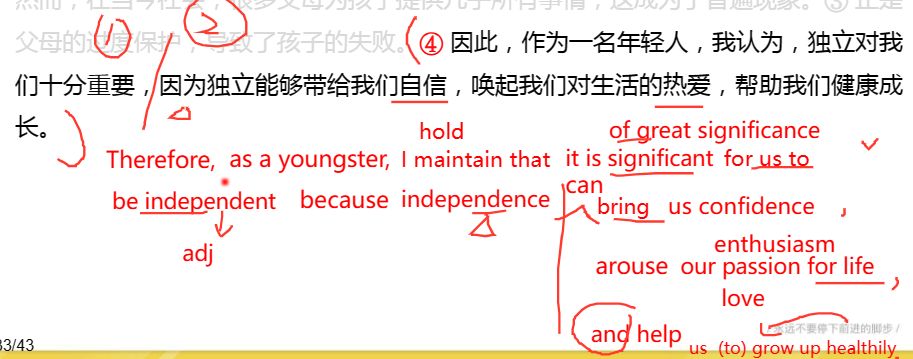 然而，在当今社会，很多父母为孩子提供几乎所有事情，这成为了普遍现象。③ 正是
① ②
父母的过度保护，导致了孩子的失败。④ 因此，作为一名年轻人，我认为，独立对我
们十分重要，因为独立能够带给我们自信，唤起我们对生活的热爱，帮助我们健康成
长。
hold of great significance
Therefore, as a youngster, I maintain that it is significant for us to
can
be independent because independence bring us confidence ,
adj
enthusiasm
arouse our passion for life ,
love
永远不要停下前进的脚步 /
and help us (to) grow up healthily.
33/43